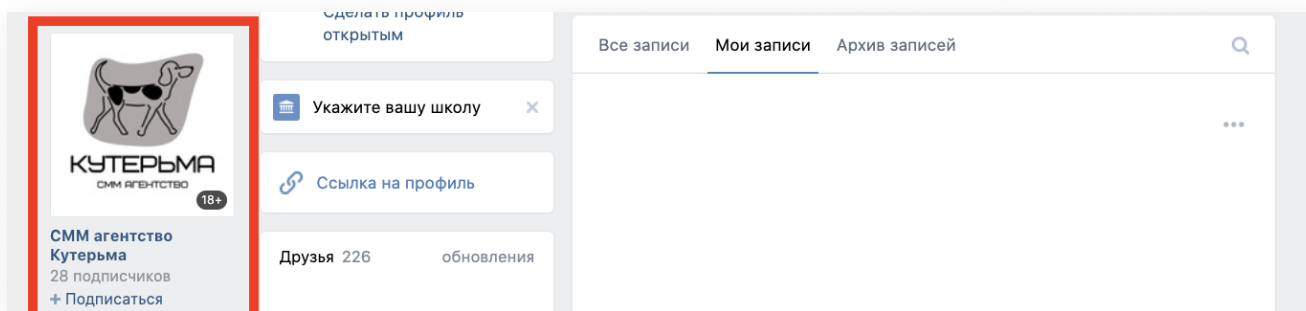 КУТЕРЬМА
СММ АГЕНТСТВО
18+
СММ агентство
Кутерьма
28 подписчиков
+ Подписаться
Сделать профиль
открытым
Укажите вашу школу
Ссылка на профиль
Друзья 226 обновления
Все записи Мои записи Архив записей